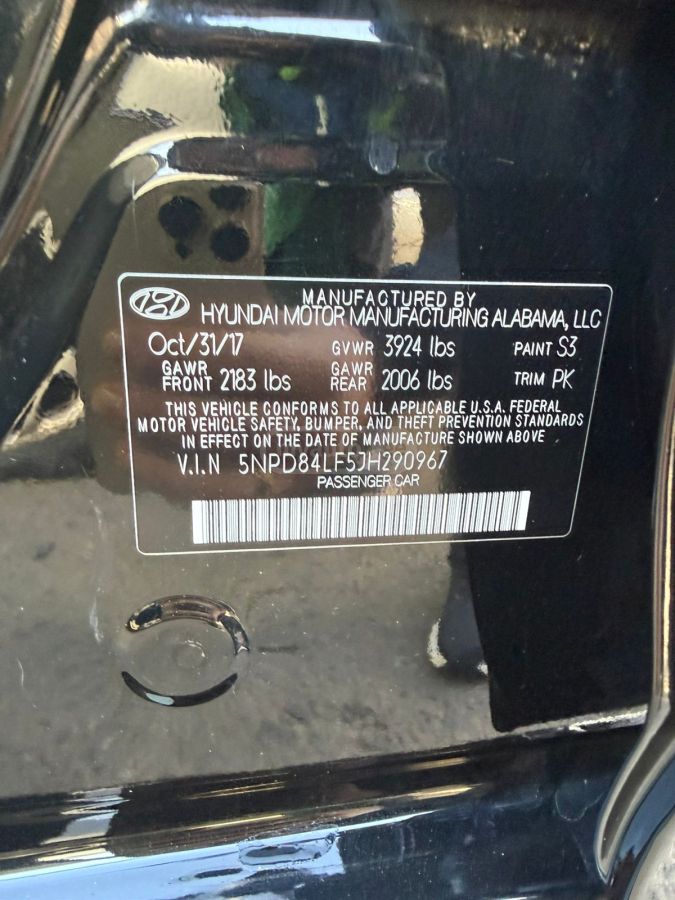 MANUFACTURED BY
HYUNDAI MOTOR MANUFACTURING ALABAMA, LLC
Oct/31/17 GVWR 3924 lbs PAINT S3
GAWR FRONT 2183 lbs GAWR REAR 2006 lbs TRIM PK
THIS VEHICLE CONFORMS TO ALL APPLICABLE U.S.A. FEDERAL
MOTOR VEHICLE SAFETY, BUMPER, AND THEFT PREVENTION STANDARDS
IN EFFECT ON THE DATE OF MANUFACTURE SHOWN ABOVE
V.I.N 5NPD84LF5JH290967
PASSENGER CAR